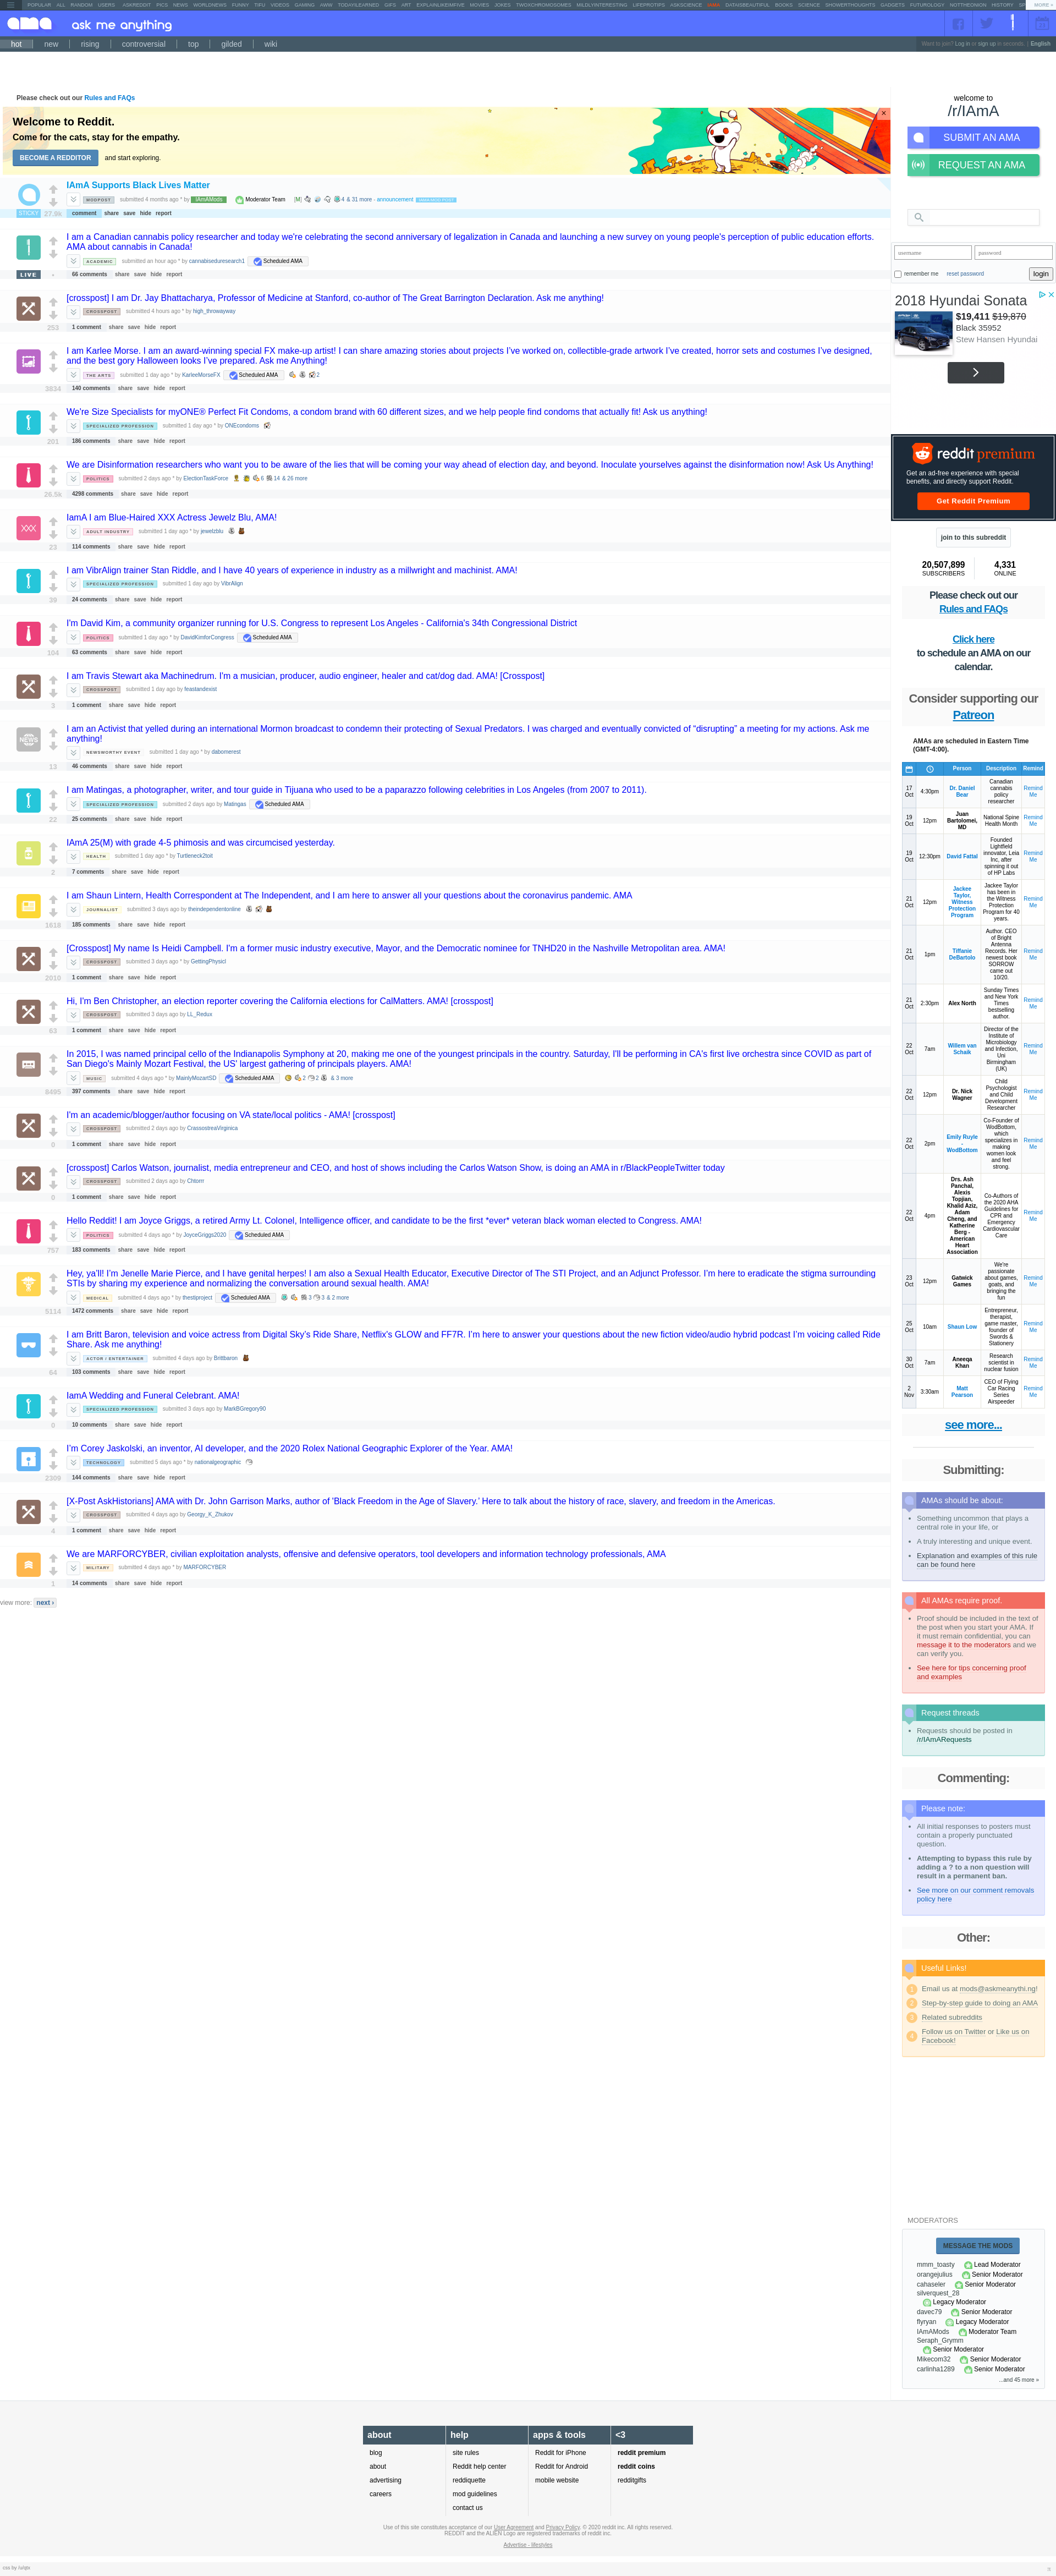 POPULAR ALL RANDOM USERS ASKREDDIT PICS NEWS WORLDNEWS FUNNY TIFU VIDEOS GAMING AWW TODAYILEARNED GIFS ART EXPLAINLIKEIMFIVE MOVIES JOKES TWOXCHROMOSOMES MILDLYINTERESTING LIFEPROTIPS ASKSCIENCE IAMA DATAISBEAUTIFUL BOOKS SCIENCE SHOWERTHOUGHTS GADGETS FUTUROLOGY NOTTHEONION HISTORY MORE »
ama ask me anything
hot new rising controversial top gilded wiki
Want to join? Log in or sign up in seconds. | English
Please check out our Rules and FAQs
Welcome to Reddit.
Come for the cats, stay for the empathy.
BECOME A REDDITOR and start exploring.
IAmA Supports Black Lives Matter
MODPOST submitted 4 months ago * by IAmAMods Moderator Team [M] 4 & 31 more - announcement
STICKY 27.9k comment share save hide report
I am a Canadian cannabis policy researcher and today we're celebrating the second anniversary of legalization in Canada and launching a new survey on young people's perception of public education efforts. AMA about cannabis in Canada!
ACADEMIC submitted an hour ago * by cannabiseduresearch1 Scheduled AMA
LIVE • 66 comments share save hide report
[crosspost] I am Dr. Jay Bhattacharya, Professor of Medicine at Stanford, co-author of The Great Barrington Declaration. Ask me anything!
CROSSPOST submitted 4 hours ago * by high_throwayway
263 1 comment share save hide report
I am Karlee Morse. I am an award-winning special FX make-up artist! I can share amazing stories about projects I've worked on, collectible-grade artwork I've created, horror sets and costumes I've designed, and the best gory Halloween looks I've prepared. Ask me Anything!
THE ARTS submitted 1 day ago * by KarleeMorseFX Scheduled AMA 2
3834 140 comments share save hide report
We're Size Specialists for myONE® Perfect Fit Condoms, a condom brand with 60 different sizes, and we help people find condoms that actually fit! Ask us anything!
SPECIALIZED PROFESSION submitted 1 day ago * by ONEcondoms
201 186 comments share save hide report
We are Disinformation researchers who want you to be aware of the lies that will be coming your way ahead of election day, and beyond. Inoculate yourselves against the disinformation now! Ask Us Anything!
POLITICS submitted 2 days ago * by ElectionTaskForce 6 14 & 26 more
26.5k 4298 comments share save hide report
IamA I am Blue-Haired XXX Actress Jewelz Blu, AMA!
XXX ADULT INDUSTRY submitted 1 day ago * by jewelzblu
23 114 comments share save hide report
I am VibrAlign trainer Stan Riddle, and I have 40 years of experience in industry as a millwright and machinist. AMA!
SPECIALIZED PROFESSION submitted 1 day ago by VibrAlign
39 24 comments share save hide report
I'm David Kim, a community organizer running for U.S. Congress to represent Los Angeles - California's 34th Congressional District
POLITICS submitted 1 day ago * by DavidKimforCongress Scheduled AMA
104 63 comments share save hide report
I am Travis Stewart aka Machinedrum. I'm a musician, producer, audio engineer, healer and cat/dog dad. AMA! [Crosspost]
CROSSPOST submitted 1 day ago by feastandexist
3 1 comment share save hide report
I am an Activist that yelled during an international Mormon broadcast to condemn their protecting of Sexual Predators. I was charged and eventually convicted of "disrupting" a meeting for my actions. Ask me anything!
NEWS NEWSWORTHY EVENT submitted 1 day ago * by dabomerest
13 46 comments share save hide report
I am Matingas, a photographer, writer, and tour guide in Tijuana who used to be a paparazzo following celebrities in Los Angeles (from 2007 to 2011).
SPECIALIZED PROFESSION submitted 2 days ago by Matingas Scheduled AMA
22 25 comments share save hide report
IAmA 25(M) with grade 4-5 phimosis and was circumcised yesterday.
HEALTH submitted 1 day ago * by Turtleneck2loit
2 7 comments share save hide report
I am Shaun Lintern, Health Correspondent at The Independent, and I am here to answer all your questions about the coronavirus pandemic. AMA
JOURNALIST submitted 3 days ago * by theindependentonline
1618 185 comments share save hide report
[Crosspost] My name Is Heidi Campbell. I'm a former music industry executive, Mayor, and the Democratic nominee for TNHD20 in the Nashville Metropolitan area. AMA!
CROSSPOST submitted 3 days ago * by GettingPhysicl
2018 1 comment share save hide report
Hi, I'm Ben Christopher, an election reporter covering the California elections for CalMatters. AMA! [crosspost]
CROSSPOST submitted 3 days ago * by LL_Redux
63 1 comment share save hide report
In 2015, I was named principal cello of the Indianapolis Symphony at 20, making me one of the youngest principals in the country. Saturday, I'll be performing in CA's first live orchestra since COVID as part of San Diego's Mainly Mozart Festival, the US' largest gathering of principals players. AMA!
MUSIC submitted 4 days ago * by MainlyMozartSD Scheduled AMA 2 2 & 3 more
6495 397 comments share save hide report
I'm an academic/blogger/author focusing on VA state/local politics - AMA! [crosspost]
CROSSPOST submitted 2 days ago by CrassostreaVirginica
0 1 comment share save hide report
[crosspost] Carlos Watson, journalist, media entrepreneur and CEO, and host of shows including the Carlos Watson Show, is doing an AMA in r/BlackPeopleTwitter today
CROSSPOST submitted 2 days ago by Chtorrr
0 1 comment share save hide report
Hello Reddit! I am Joyce Griggs, a retired Army Lt. Colonel, Intelligence officer, and candidate to be the first *ever* veteran black woman elected to Congress. AMA!
POLITICS submitted 4 days ago * by JoyceGriggs2020 Scheduled AMA
757 183 comments share save hide report
Hey, ya'll! I'm Jenelle Marie Pierce, and I have genital herpes! I am also a Sexual Health Educator, Executive Director of The STI Project, and an Adjunct Professor. I'm here to eradicate the stigma surrounding STIs by sharing my experience and normalizing the conversation around sexual health. AMA!
MEDICAL submitted 4 days ago * by thestiproject Scheduled AMA 3 3 & 2 more
5114 1472 comments share save hide report
I am Britt Baron, television and voice actress from Digital Sky's Ride Share, Netflix's GLOW and FF7R. I'm here to answer your questions about the new fiction video/audio hybrid podcast I'm voicing called Ride Share. Ask me anything!
ACTOR / ENTERTAINER submitted 4 days ago by Brittbaron
64 103 comments share save hide report
IamA Wedding and Funeral Celebrant. AMA!
SPECIALIZED PROFESSION submitted 3 days ago by MarkBGregory90
0 10 comments share save hide report
I'm Corey Jaskolski, an inventor, AI developer, and the 2020 Rolex National Geographic Explorer of the Year. AMA!
TECHNOLOGY submitted 5 days ago * by nationalgeographic
2309 144 comments share save hide report
[X-Post AskHistorians] AMA with Dr. John Garrison Marks, author of 'Black Freedom in the Age of Slavery.' Here to talk about the history of race, slavery, and freedom in the Americas.
CROSSPOST submitted 4 days ago by Georgy_K_Zhukov
4 1 comment share save hide report
We are MARFORCYBER, civilian exploitation analysts, offensive and defensive operators, tool developers and information technology professionals, AMA
MILITARY submitted 4 days ago * by MARFORCYBER
1 14 comments share save hide report
view more: next ›
welcome to
/r/IAmA
SUBMIT AN AMA
REQUEST AN AMA
username password
remember me reset password login
2018 Hyundai Sonata
$19,411 $19,870
Black 35952
Stew Hansen Hyundai
reddit premium
Get an ad-free experience with special benefits, and directly support Reddit.
Get Reddit Premium
join to this subreddit
20,507,899 SUBSCRIBERS
4,331 ONLINE
Please check out our
Rules and FAQs
Click here
to schedule an AMA on our calendar.
Consider supporting our
Patreon
AMAs are scheduled in Eastern Time (GMT-4:00).
Person Description Remind
17 Oct 4:30pm Dr. Daniel Bear Canadian cannabis policy researcher Remind Me
19 Oct 12pm Juan Bartolomei, MD National Spine Health Month Remind Me
19 Oct 12:30pm David Fattal Founded Lightfield innovator, Leia Inc, after spinning it out of HP Labs Remind Me
21 Oct 12pm Jackee Taylor, Witness Protection Program Jackee Taylor has been in the Witness Protection Program for 40 years. Remind Me
21 Oct 1pm Tiffanie DeBartolo Author. CEO of Bright Antenna Records. Her newest book SORROW came out 10/20. Remind Me
21 Oct 2:30pm Alex North Sunday Times and New York Times bestselling author. Remind Me
22 Oct 7am Willem van Schaik Director of the Institute of Microbiology and Infection, Uni Birmingham (UK) Remind Me
22 Oct 12pm Dr. Nick Wagner Child Psychologist and Child Development Researcher Remind Me
22 Oct 2pm Emily Ruyle - WodBottom Co-Founder of WodBottom, which specializes in making women look and feel strong. Remind Me
22 Oct 4pm Drs. Ash Panchal, Alexis Topjian, Khalid Aziz, Adam Cheng, and Katherine Berg - American Heart Association Co-Authors of the 2020 AHA Guidelines for CPR and Emergency Cardiovascular Care Remind Me
23 Oct 12pm Gatwick Games We're passionate about games, goats, and bringing the fun Remind Me
25 Oct 10am Shaun Low Entrepreneur, therapist, game master, founder of Swords & Stationery Remind Me
30 Oct 7am Aneeqa Khan Research scientist in nuclear fusion Remind Me
2 Nov 3:30am Matt Pearson CEO of Flying Car Racing Series Airspeeder Remind Me
see more...
Submitting:
AMAs should be about:
Something uncommon that plays a central role in your life, or
A truly interesting and unique event.
Explanation and examples of this rule can be found here
All AMAs require proof.
Proof should be included in the text of the post when you start your AMA. If it must remain confidential, you can message it to the moderators and we can verify you.
See here for tips concerning proof and examples
Request threads
Requests should be posted in /r/IAmARequests
Commenting:
Please note:
All initial responses to posters must contain a properly punctuated question.
Attempting to bypass this rule by adding a ? to a non question will result in a permanent ban.
See more on our comment removals policy here
Other:
Useful Links!
1 Email us at mods@askmeanythi.ng!
2 Step-by-step guide to doing an AMA
3 Related subreddits
4 Follow us on Twitter or Like us on Facebook!
MODERATORS
MESSAGE THE MODS
mmm_toasty Lead Moderator
orangejulius Senior Moderator
cahaseler Senior Moderator
silverquest_28
Legacy Moderator
davec79 Senior Moderator
flyryan Legacy Moderator
IAmAMods Moderator Team
Seraph_Grymm
Senior Moderator
Mikecom32 Senior Moderator
carlinha1289 Senior Moderator
...and 45 more »
about
blog
about
advertising
careers
help
site rules
Reddit help center
reddiquette
mod guidelines
contact us
apps & tools
Reddit for iPhone
Reddit for Android
mobile website
<3
reddit premium
reddit coins
redditgifts
Use of this site constitutes acceptance of our User Agreement and Privacy Policy. © 2020 reddit inc. All rights reserved.
REDDIT and the ALIEN Logo are registered trademarks of reddit inc.
Advertise - lifestyles
π